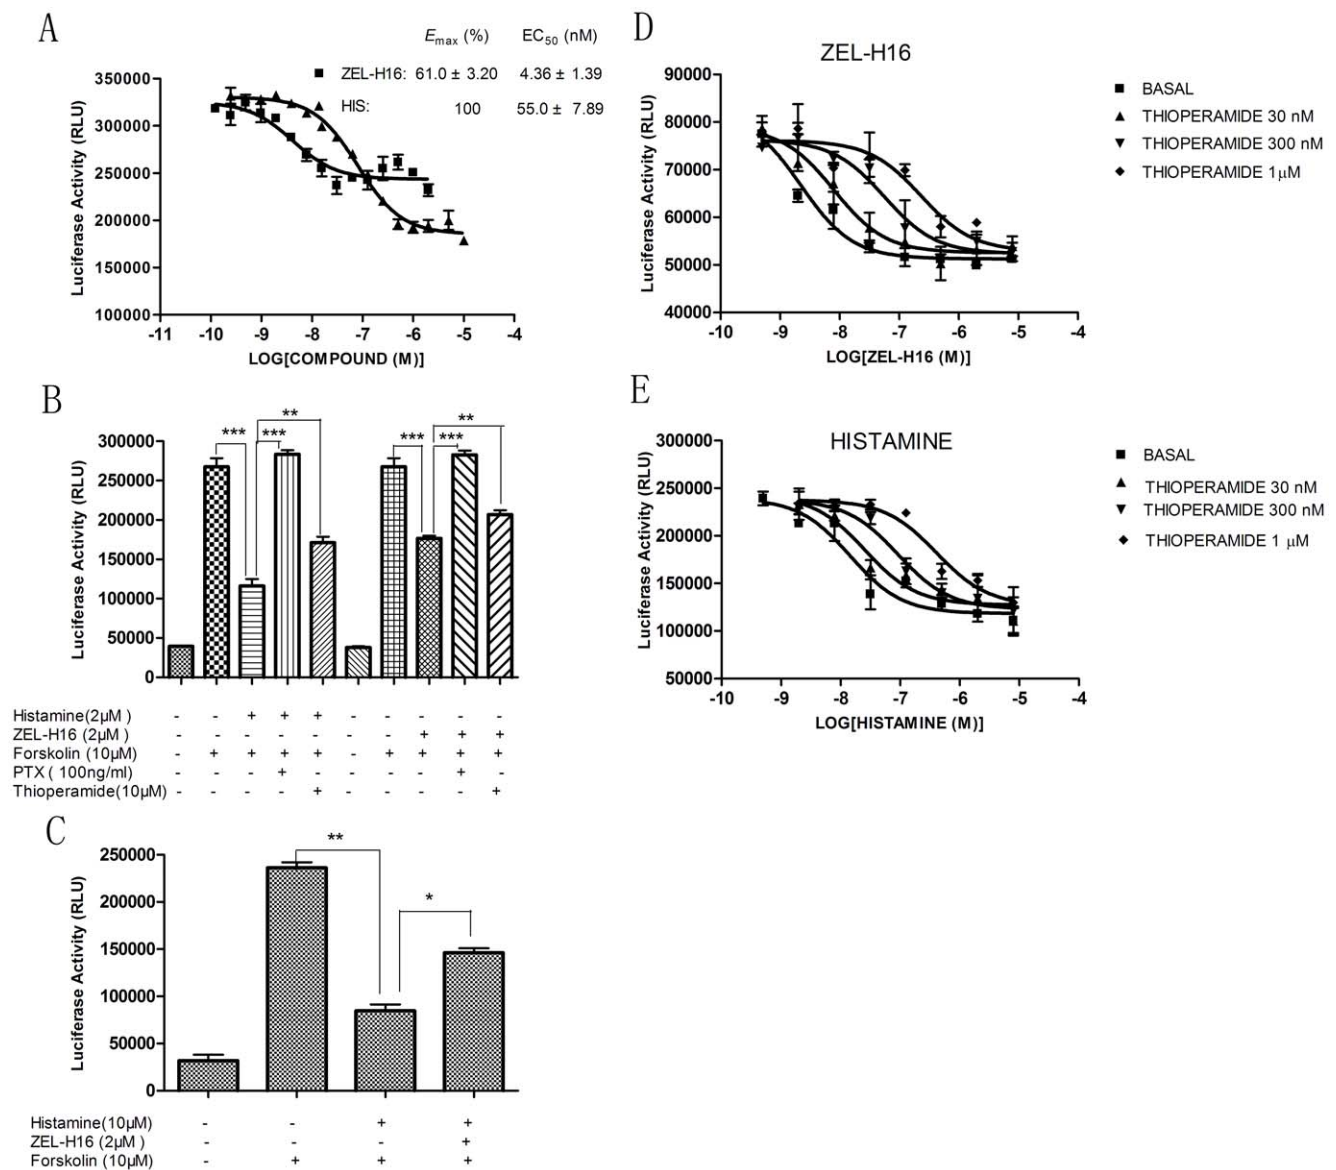 A
E max (%) EC50 (nM)
ZEL-H16: 61.0 ± 3.20 4.36 ± 1.39
HIS: 100 55.0 ± 7.89
Luciferase Activity (RLU)
350000
300000
250000
200000
150000
100000
-11 -10 -9 -8 -7 -6 -5 -4
LOG[COMPOUND (M)]
B
Luciferase Activity (RLU)
300000
250000
200000
150000
100000
50000
0
*** *** ** *** *** **
Histamine(2μM ) - - + + + - - - - -
ZEL-H16 (2μM ) - - - - - - - + + +
Forskolin (10μM) - + + + + - + + + +
PTX ( 100ng/ml) - - - + - - - - + -
Thioperamide(10μM) - - - - + - - - - +
C
Luciferase Activity (RLU)
250000
200000
150000
100000
50000
0
** *
Histamine(10μM) - - + +
ZEL-H16 (2μM ) - - - +
Forskolin (10μM) - + + +
D
ZEL-H16
Luciferase Activity (RLU)
90000
80000
70000
60000
50000
40000
-10 -9 -8 -7 -6 -5 -4
LOG[ZEL-H16 (M)]
BASAL
THIOPERAMIDE 30 nM
THIOPERAMIDE 300 nM
THIOPERAMIDE 1μM
E
HISTAMINE
Luciferase Activity (RLU)
300000
250000
200000
150000
100000
50000
-10 -9 -8 -7 -6 -5 -4
LOG[HISTAMINE (M)]
BASAL
THIOPERAMIDE 30 nM
THIOPERAMIDE 300 nM
THIOPERAMIDE 1 μM